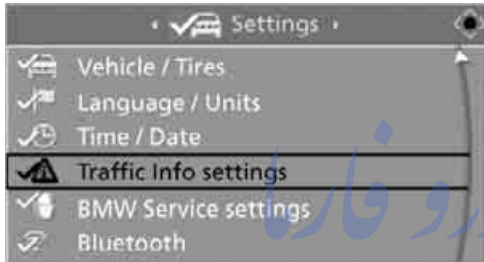 Settings
Vehicle / Tires
Language / Units
Time / Date
Traffic Info settings
BMW Service settings
Bluetooth